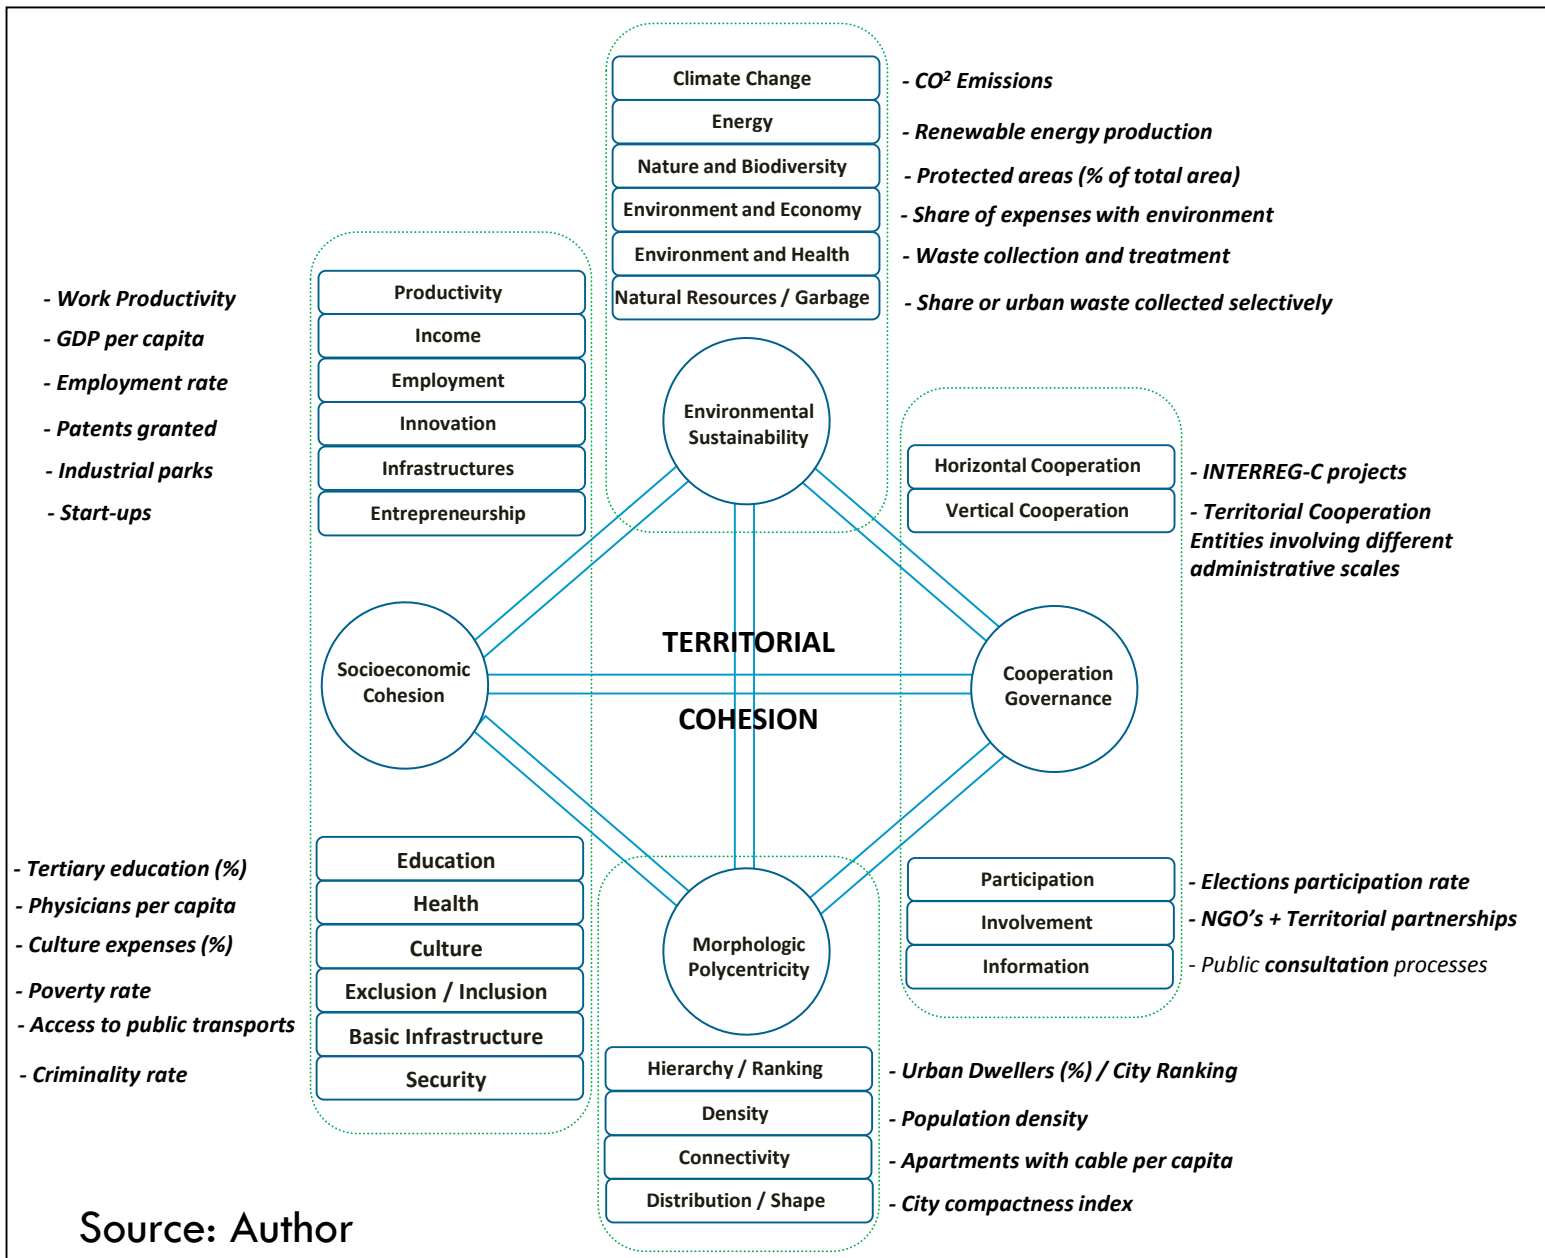 Climate Change
- CO² Emissions
Energy
- Renewable energy production
Nature and Biodiversity
- Protected areas (% of total area)
Environment and Economy
- Share of expenses with environment
Environment and Health
- Waste collection and treatment
Natural Resources / Garbage
- Share or urban waste collected selectively
Environmental
Sustainability
- Work Productivity
Productivity
- GDP per capita
Income
- Employment rate
Employment
- Patents granted
Innovation
- Industrial parks
Infrastructures
- Start-ups
Entrepreneurship
Horizontal Cooperation
- INTERREG-C projects
Vertical Cooperation
- Territorial Cooperation
Entities involving different
administrative scales
TERRITORIAL
COHESION
Socioeconomic
Cohesion
Cooperation
Governance
- Tertiary education (%)
Education
- Physicians per capita
Health
- Culture expenses (%)
Culture
- Poverty rate
Exclusion / Inclusion
- Access to public transports
Basic Infrastructure
- Criminality rate
Security
Morphologic
Polycentricity
Participation
- Elections participation rate
Involvement
- NGO’s + Territorial partnerships
Information
- Public consultation processes
Hierarchy / Ranking
- Urban Dwellers (%) / City Ranking
Density
- Population density
Connectivity
- Apartments with cable per capita
Distribution / Shape
- City compactness index
Source: Author